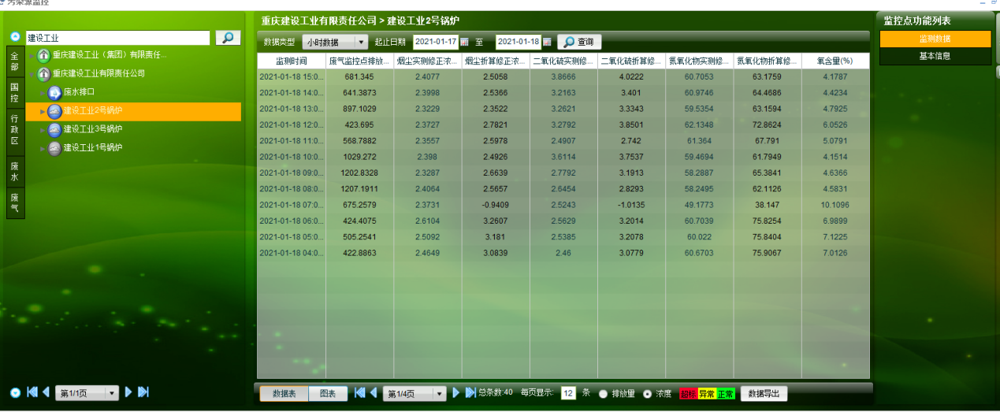 污染源监控
建设工业
全部
国控
行政区
废水
废气
重庆建设工业（集团）有限责任...
重庆建设工业有限责任公司
废水排口
建设工业2号锅炉
建设工业3号锅炉
建设工业1号锅炉
第1/1页
重庆建设工业有限责任公司 > 建设工业2号锅炉
数据类型 小时数据 起止日期 2021-01-17 至 2021-01-18 查询
监测时间 废气监控点排放... 烟尘实测修正浓... 烟尘折算修正浓... 二氧化硫实测修... 二氧化硫折算修... 氮氧化物实测修... 氮氧化物折算修... 氧含量(%)
2021-01-18 15:0... 681.345 2.4077 2.5058 3.8666 4.0222 60.7053 63.1759 4.1787
2021-01-18 14:0... 641.3873 2.3998 2.5366 3.2163 3.401 60.9746 64.4686 4.4234
2021-01-18 13:0... 897.1029 2.3229 2.3522 3.2621 3.3343 59.5354 63.1594 4.7925
2021-01-18 12:0... 423.695 2.3727 2.7821 3.2792 3.8501 62.1348 72.8624 6.0526
2021-01-18 11:0... 568.7882 2.3557 2.5978 2.4907 2.742 61.364 67.791 5.0791
2021-01-18 10:0... 1029.272 2.398 2.4926 3.6114 3.7537 59.4694 61.7949 4.1514
2021-01-18 09:0... 1202.8328 2.3287 2.6639 2.7792 3.1913 58.2887 65.3841 4.6366
2021-01-18 08:0... 1207.1911 2.4064 2.5657 2.6454 2.8293 58.2495 62.1126 4.5831
2021-01-18 07:0... 675.2579 2.3731 -0.9409 2.5243 -1.0135 49.1773 38.147 10.1096
2021-01-18 06:0... 424.4075 2.6104 3.2607 2.5629 3.2014 60.7039 75.8254 6.9899
2021-01-18 05:0... 505.2541 2.5092 3.181 2.5385 3.2078 60.022 75.8404 7.1225
2021-01-18 04:0... 422.8863 2.4649 3.0839 2.46 3.0779 60.6703 75.9067 7.0126
数据表 图表 第1/4页 总条数:40 每页显示: 12 条 排放量 浓度 超标 异常 正常 数据导出
监控点功能列表
监测数据
基本信息